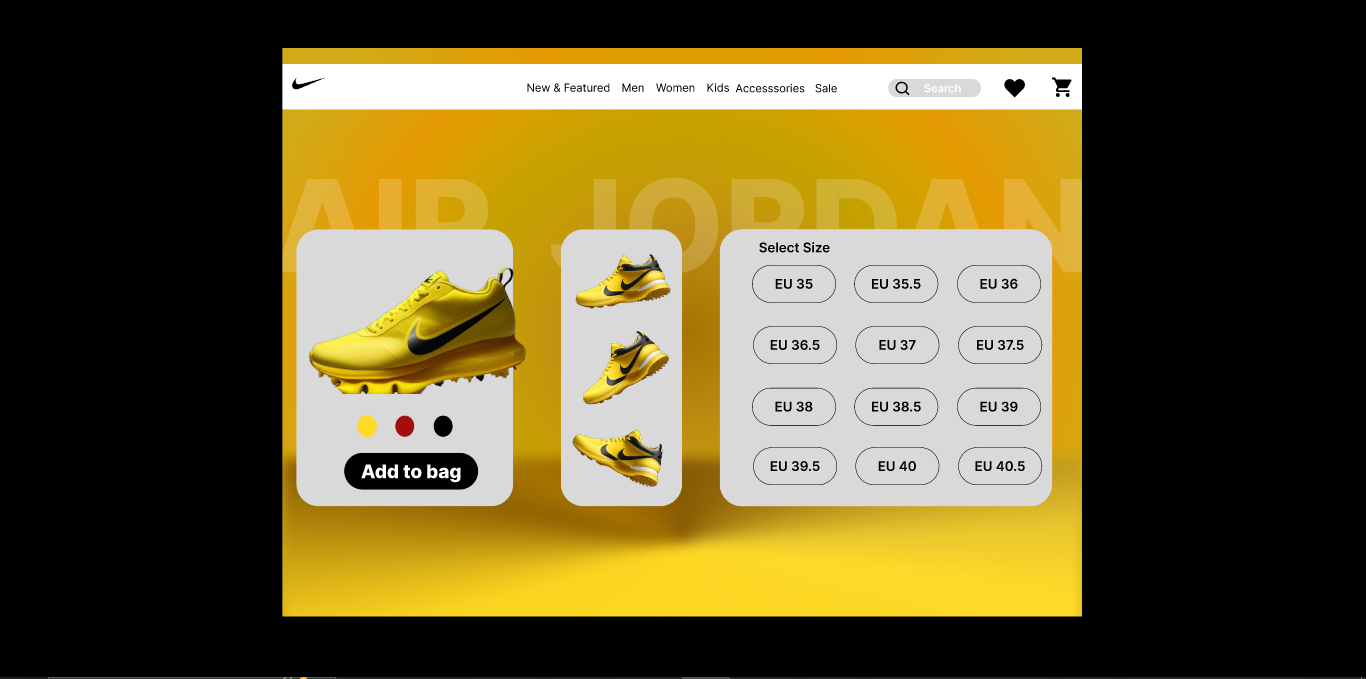 New & Featured Men Women Kids Accesssories Sale Search
AIR JORDAN
Select Size
EU 35 EU 35.5 EU 36
EU 36.5 EU 37 EU 37.5
EU 38 EU 38.5 EU 39
EU 39.5 EU 40 EU 40.5
Add to bag